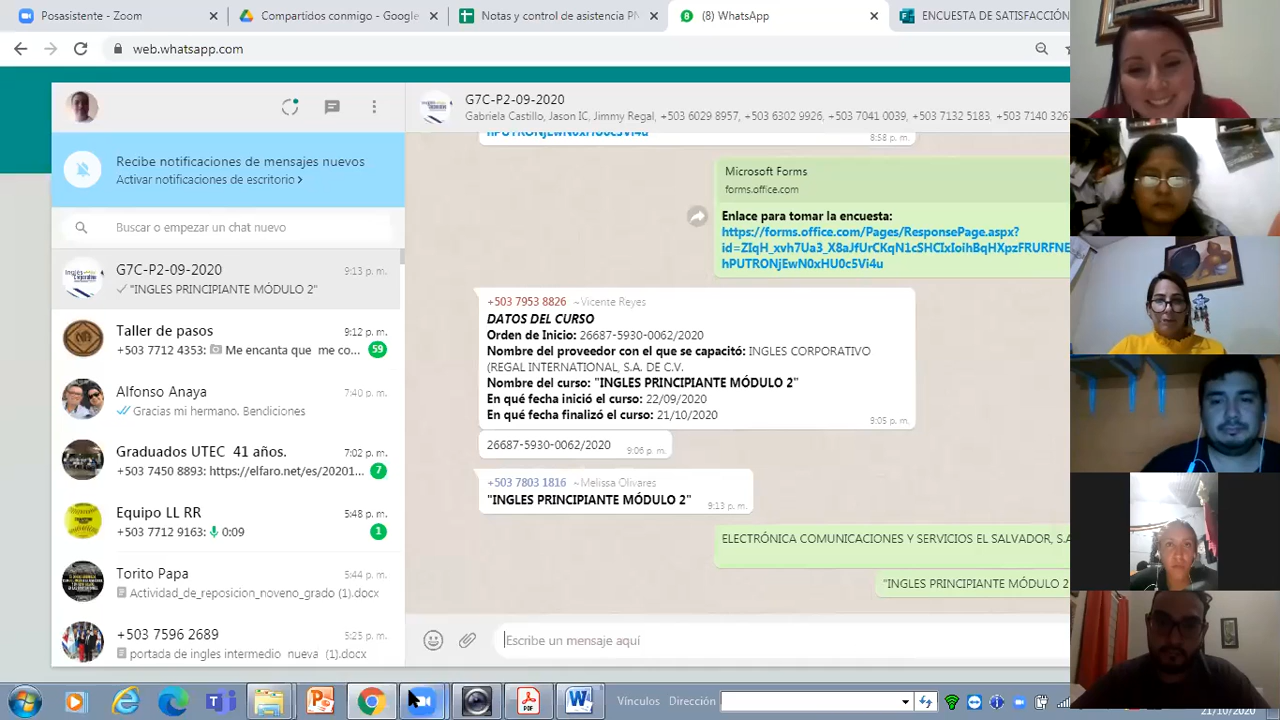 Posasistente - Zoom
Compartidos conmigo - Google
Notas y control de asistencia PN
(8) WhatsApp
ENCUESTA DE SATISFACCIÓN
web.whatsapp.com
G7C-P2-09-2020
Gabriela Castillo, Jason IC, Jimmy Regal, +503 6029 8957, +503 6302 9926, +503 7041 0039, +503 7132 5183, +503 7140 326
Recibe notificaciones de mensajes nuevos
Activar notificaciones de escritorio >
Buscar o empezar un chat nuevo
G7C-P2-09-2020
9:13 p. m.
"INGLES PRINCIPIANTE MÓDULO 2"
Taller de pasos
9:12 p. m.
+503 7712 4353: Me encanta que me co...
59
Alfonso Anaya
7:40 p. m.
Gracias mi hermano. Bendiciones
Graduados UTEC 41 años.
7:02 p. m.
+503 7450 8893: https://elfaro.net/es/20201...
7
Equipo LL RR
5:48 p. m.
+503 7712 9163: 0:09
1
Torito Papa
5:44 p. m.
Actividad_de_reposicion_noveno_grado (1).docx
+503 7596 2689
5:25 p. m.
portada de ingles intermedio nueva (1).docx
hPUTRONjEwN0xHU0c5Vi4u
8:58 p. m.
Microsoft Forms
forms.office.com
Enlace para tomar la encuesta:
https://forms.office.com/Pages/ResponsePage.aspx?
id=ZIqH_xvh7Ua3_X8aJfUrCKqN1cSHCIxIoihBqHXpzFRURFNE
hPUTRONjEwN0xHU0c5Vi4u
+503 7953 8826 ~Vicente Reyes
DATOS DEL CURSO
Orden de Inicio: 26687-5930-0062/2020
Nombre del proveedor con el que se capacitó: INGLES CORPORATIVO
(REGAL INTERNATIONAL, S.A. DE C.V.
Nombre del curso: "INGLES PRINCIPIANTE MÓDULO 2"
En qué fecha inició el curso: 22/09/2020
En qué fecha finalizó el curso: 21/10/2020
9:05 p. m.
26687-5930-0062/2020
9:06 p. m.
+503 7803 1816 ~Melissa Olivares
"INGLES PRINCIPIANTE MÓDULO 2"
9:13 p. m.
ELECTRÓNICA COMUNICACIONES Y SERVICIOS EL SALVADOR, S.A
"INGLES PRINCIPIANTE MÓDULO 2
Escribe un mensaje aquí
Vínculos
Dirección
21/10/2020